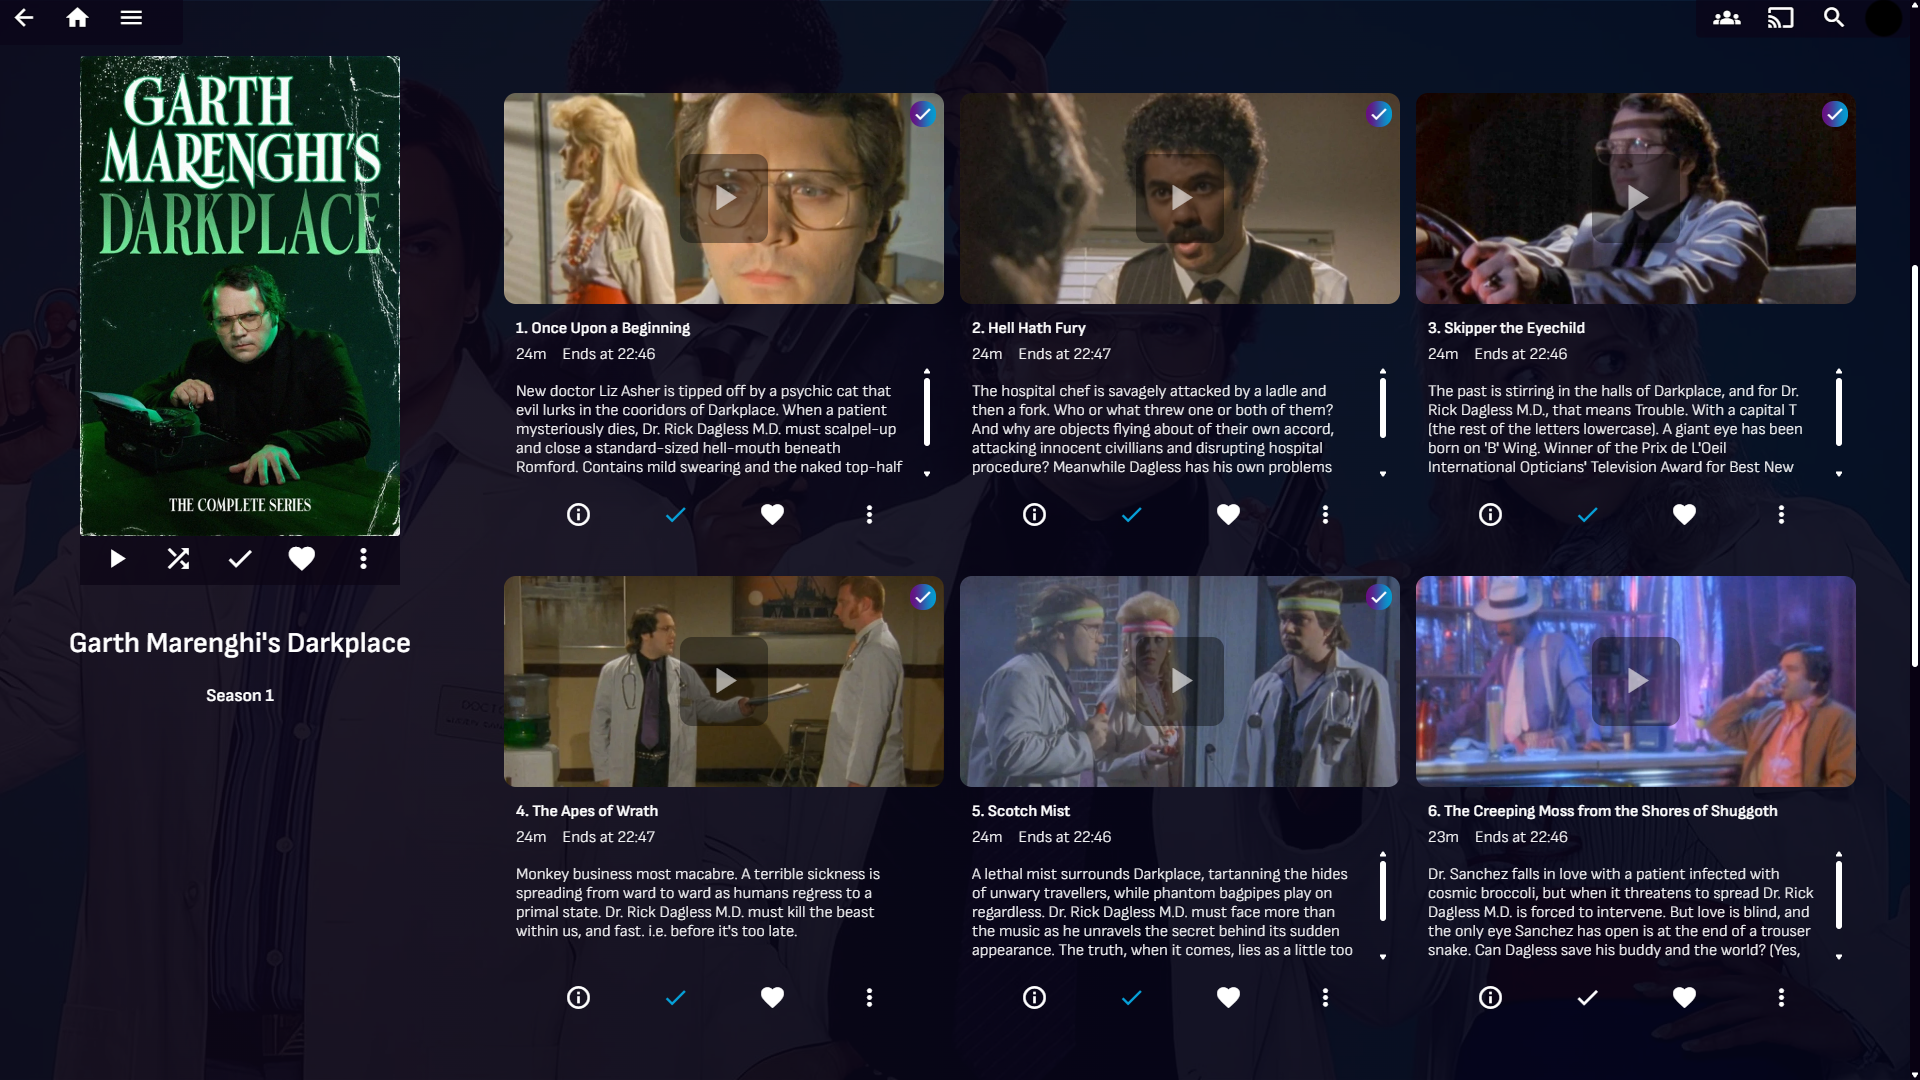 GARTH
MARENGHI'S
DARKPLACE
THE COMPLETE SERIES
Garth Marenghi's Darkplace
Season 1
1. Once Upon a Beginning
24m Ends at 22:46
New doctor Liz Asher is tipped off by a psychic cat that
evil lurks in the cooridors of Darkplace. When a patient
mysteriously dies, Dr. Rick Dagless M.D. must scalpel-up
and close a standard-sized hell-mouth beneath
Romford. Contains mild swearing and the naked top-half
2. Hell Hath Fury
24m Ends at 22:47
The hospital chef is savagely attacked by a ladle and
then a fork. Who or what threw one or both of them?
And why are objects flying about of their own accord,
attacking innocent civillians and disrupting hospital
procedure? Meanwhile Dagless has his own problems
3. Skipper the Eyechild
24m Ends at 22:46
The past is stirring in the halls of Darkplace, and for Dr.
Rick Dagless M.D., that means Trouble. With a capital T
(the rest of the letters lowercase). A giant eye has been
born on 'B' Wing. Winner of the Prix de L'Oeil
International Opticians' Television Award for Best New
4. The Apes of Wrath
24m Ends at 22:47
Monkey business most macabre. A terrible sickness is
spreading from ward to ward as humans regress to a
primal state. Dr. Rick Dagless M.D. must kill the beast
within us, and fast. i.e. before it's too late.
5. Scotch Mist
24m Ends at 22:46
A lethal mist surrounds Darkplace, tartanning the hides
of unwary travellers, while phantom bagpipes play on
regardless. Dr. Rick Dagless M.D. must face more than
the music as he unravels the secret behind its sudden
appearance. The truth, when it comes, lies as a little too
6. The Creeping Moss from the Shores of Shuggoth
23m Ends at 22:46
Dr. Sanchez falls in love with a patient infected with
cosmic broccoli, but when it threatens to spread Dr. Rick
Dagless M.D. is forced to intervene. But love is blind, and
the only eye Sanchez has open is at the end of a trouser
snake. Can Dagless save his buddy and the world? (Yes,